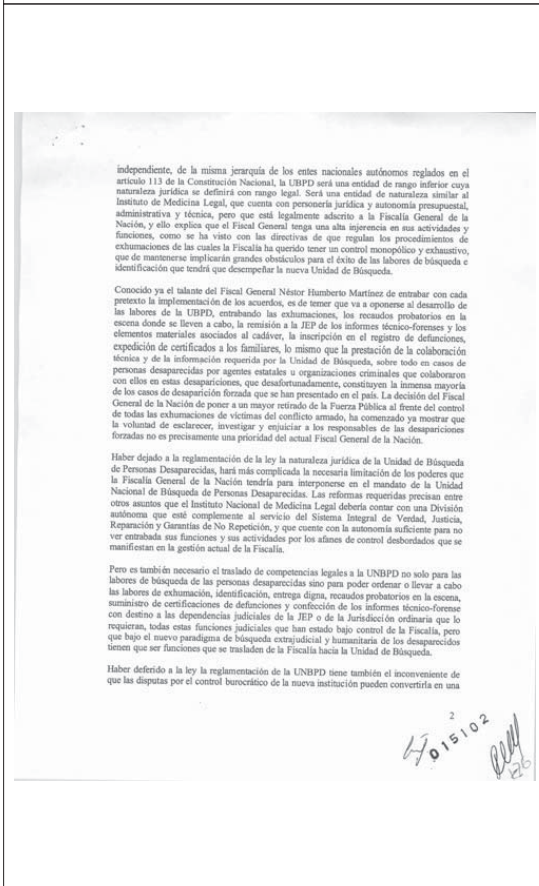 independiente, de la misma jerarquía de los entes nacionales autónomos reglados en el
artículo 113 de la Constitución Nacional, la UBPD será una entidad de rango inferior cuya
naturaleza jurídica se definirá con rango legal. Será una entidad de naturaleza similar al
Instituto de Medicina Legal, que cuenta con personería jurídica y autonomía presupuestal,
administrativa y técnica, pero que está legalmente adscrito a la Fiscalía General de la
Nación, y ello explica que el Fiscal General tenga una alta injerencia en sus actividades y
funciones, como se ha visto con las directivas de que regulan los procedimientos de
exhumaciones de las cuales la Fiscalía ha querido tener un control monopólico y exhaustivo,
que de mantenerse implicarán grandes obstáculos para el éxito de las labores de búsqueda e
identificación que tendrá que desempeñar la nueva Unidad de Búsqueda.
Conocido ya el talante del Fiscal General Néstor Humberto Martínez de entrabar con cada
pretexto la implementación de los acuerdos, es de temer que va a oponerse al desarrollo de
las labores de la UBPD, entrabando las exhumaciones, los recaudos probatorios en la
escena donde se lleven a cabo, la remisión a la JEP de los informes técnico-forenses y los
elementos materiales asociados al cadáver, la inscripción en el registro de defunciones,
expedición de certificados a los familiares, lo mismo que la prestación de la colaboración
técnica y de la información requerida por la Unidad de Búsqueda, sobre todo en casos de
personas desaparecidas por agentes estatales u organizaciones criminales que colaboraron
con ellos en estas desapariciones, que desafortunadamente, constituyen la inmensa mayoría
de los casos de desaparición forzada que se han presentado en el país. La decisión del Fiscal
General de la Nación de poner a un mayor retirado de la Fuerza Pública al frente del control
de todas las exhumaciones de víctimas del conflicto armado, ha comenzado ya mostrar que
la voluntad de esclarecer, investigar y enjuiciar a los responsables de las desapariciones
forzadas no es precisamente una prioridad del actual Fiscal General de la Nación.
Haber dejado a la reglamentación de la ley la naturaleza jurídica de la Unidad de Búsqueda
de Personas Desaparecidas, hará más complicada la necesaria limitación de los poderes que
la Fiscalía General de la Nación tendría para interponerse en el mandato de la Unidad
Nacional de Búsqueda de Personas Desaparecidas. Las reformas requeridas precisan entre
otros asuntos que el Instituto Nacional de Medicina Legal debería contar con una División
autónoma que esté complemente al servicio del Sistema Integral de Verdad, Justicia,
Reparación y Garantías de No Repetición, y que cuente con la autonomía suficiente para no
ver entrabada sus funciones y sus actividades por los afanes de control desbordados que se
manifiestan en la gestión actual de la Fiscalía.
Pero es también necesario el traslado de competencias legales a la UNBPD no solo para las
labores de búsqueda de las personas desaparecidas sino para poder ordenar o llevar a cabo
las labores de exhumación, identificación, entrega digna, recaudos probatorios en la escena,
suministro de certificaciones de defunciones y confección de los informes técnico-forense
con destino a las dependencias judiciales de la JEP o de la Jurisdicción ordinaria que lo
requieran, todas estas funciones judiciales que han estado bajo control de la Fiscalía, pero
que bajo el nuevo paradigma de búsqueda extrajudicial y humanitaria de los desaparecidos
tienen que ser funciones que se trasladen de la Fiscalía hacia la Unidad de Búsqueda.
Haber deferido a la ley la reglamentación de la UNBPD tiene también el inconveniente de
que las disputas por el control burocrático de la nueva institución pueden convertirla en una
2
015102